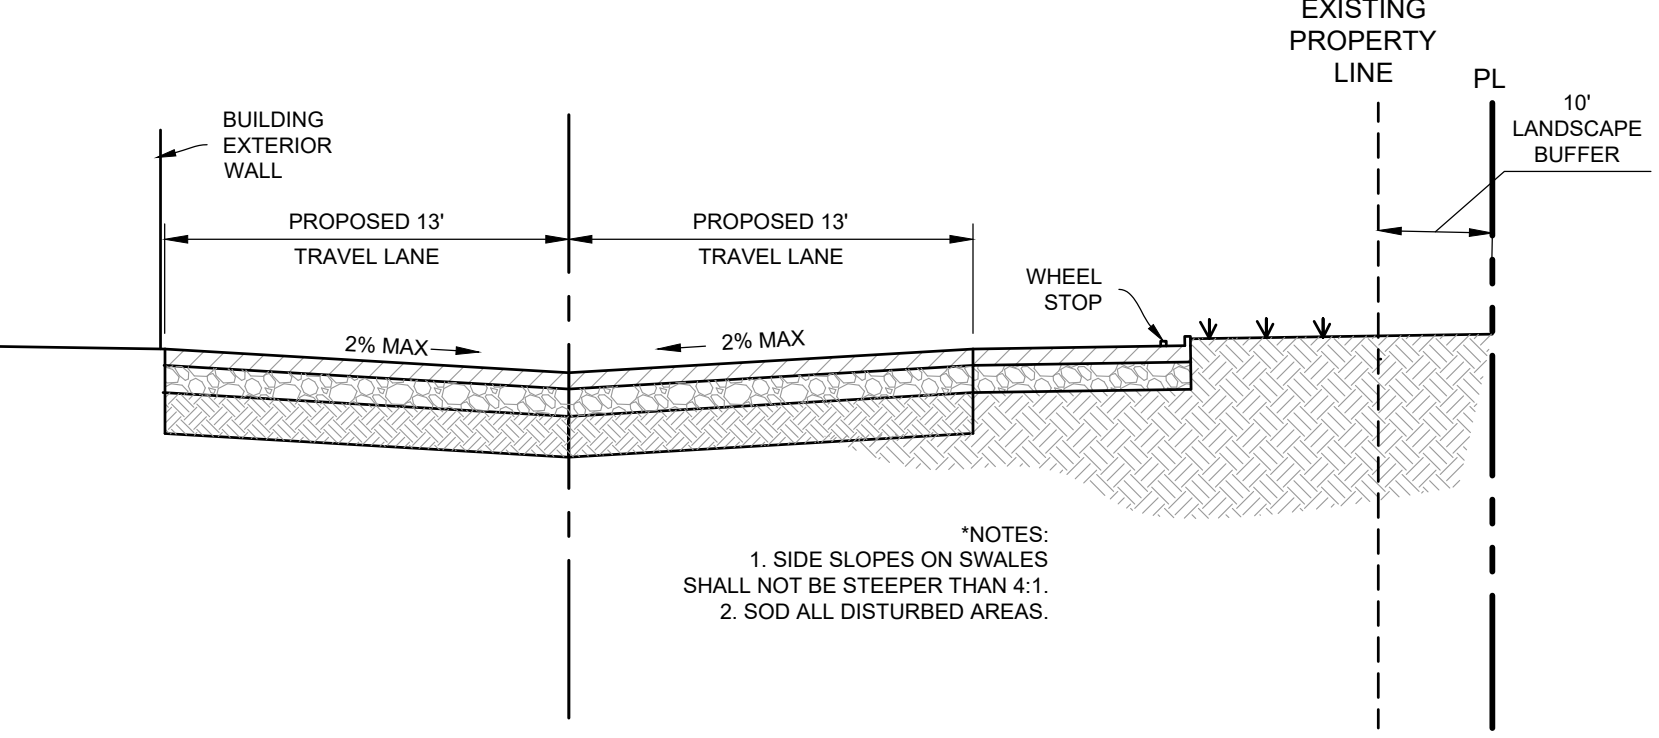 EXISTING
PROPERTY
LINE
PL
10'
LANDSCAPE
BUFFER
BUILDING
EXTERIOR
WALL
PROPOSED 13'
TRAVEL LANE
PROPOSED 13'
TRAVEL LANE
WHEEL
STOP
2% MAX
2% MAX
*NOTES:
1. SIDE SLOPES ON SWALES
SHALL NOT BE STEEPER THAN 4:1.
2. SOD ALL DISTURBED AREAS.